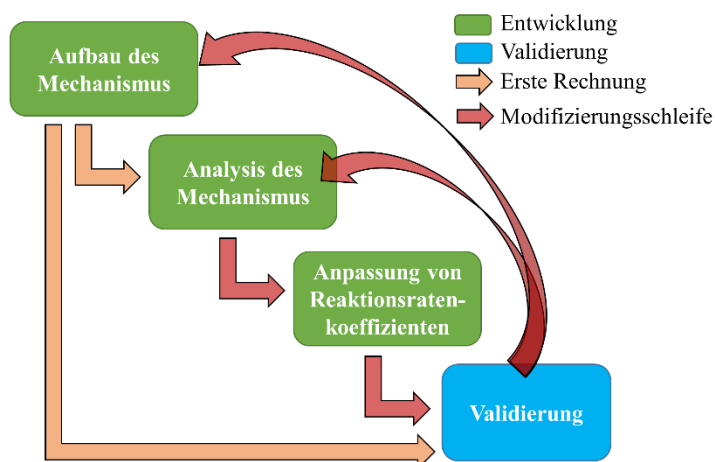 Aufbau des
Mechanismus
Analysis des
Mechanismus
Anpassung von
Reaktionsraten-
koeffizienten
Validierung
Entwicklung
Validierung
Erste Rechnung
Modifizierungsschleife